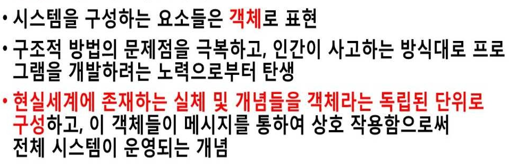 • 시스템을 구성하는 요소들은 객체로 표현
• 구조적 방법의 문제점을 극복하고, 인간이 사고하는 방식대로 프로
그램을 개발하려는 노력으로부터 탄생
• 현실세계에 존재하는 실체 및 개념들을 객체라는 독립된 단위로
구성하고, 이 객체들이 메시지를 통하여 상호 작용함으로써
전체 시스템이 운영되는 개념